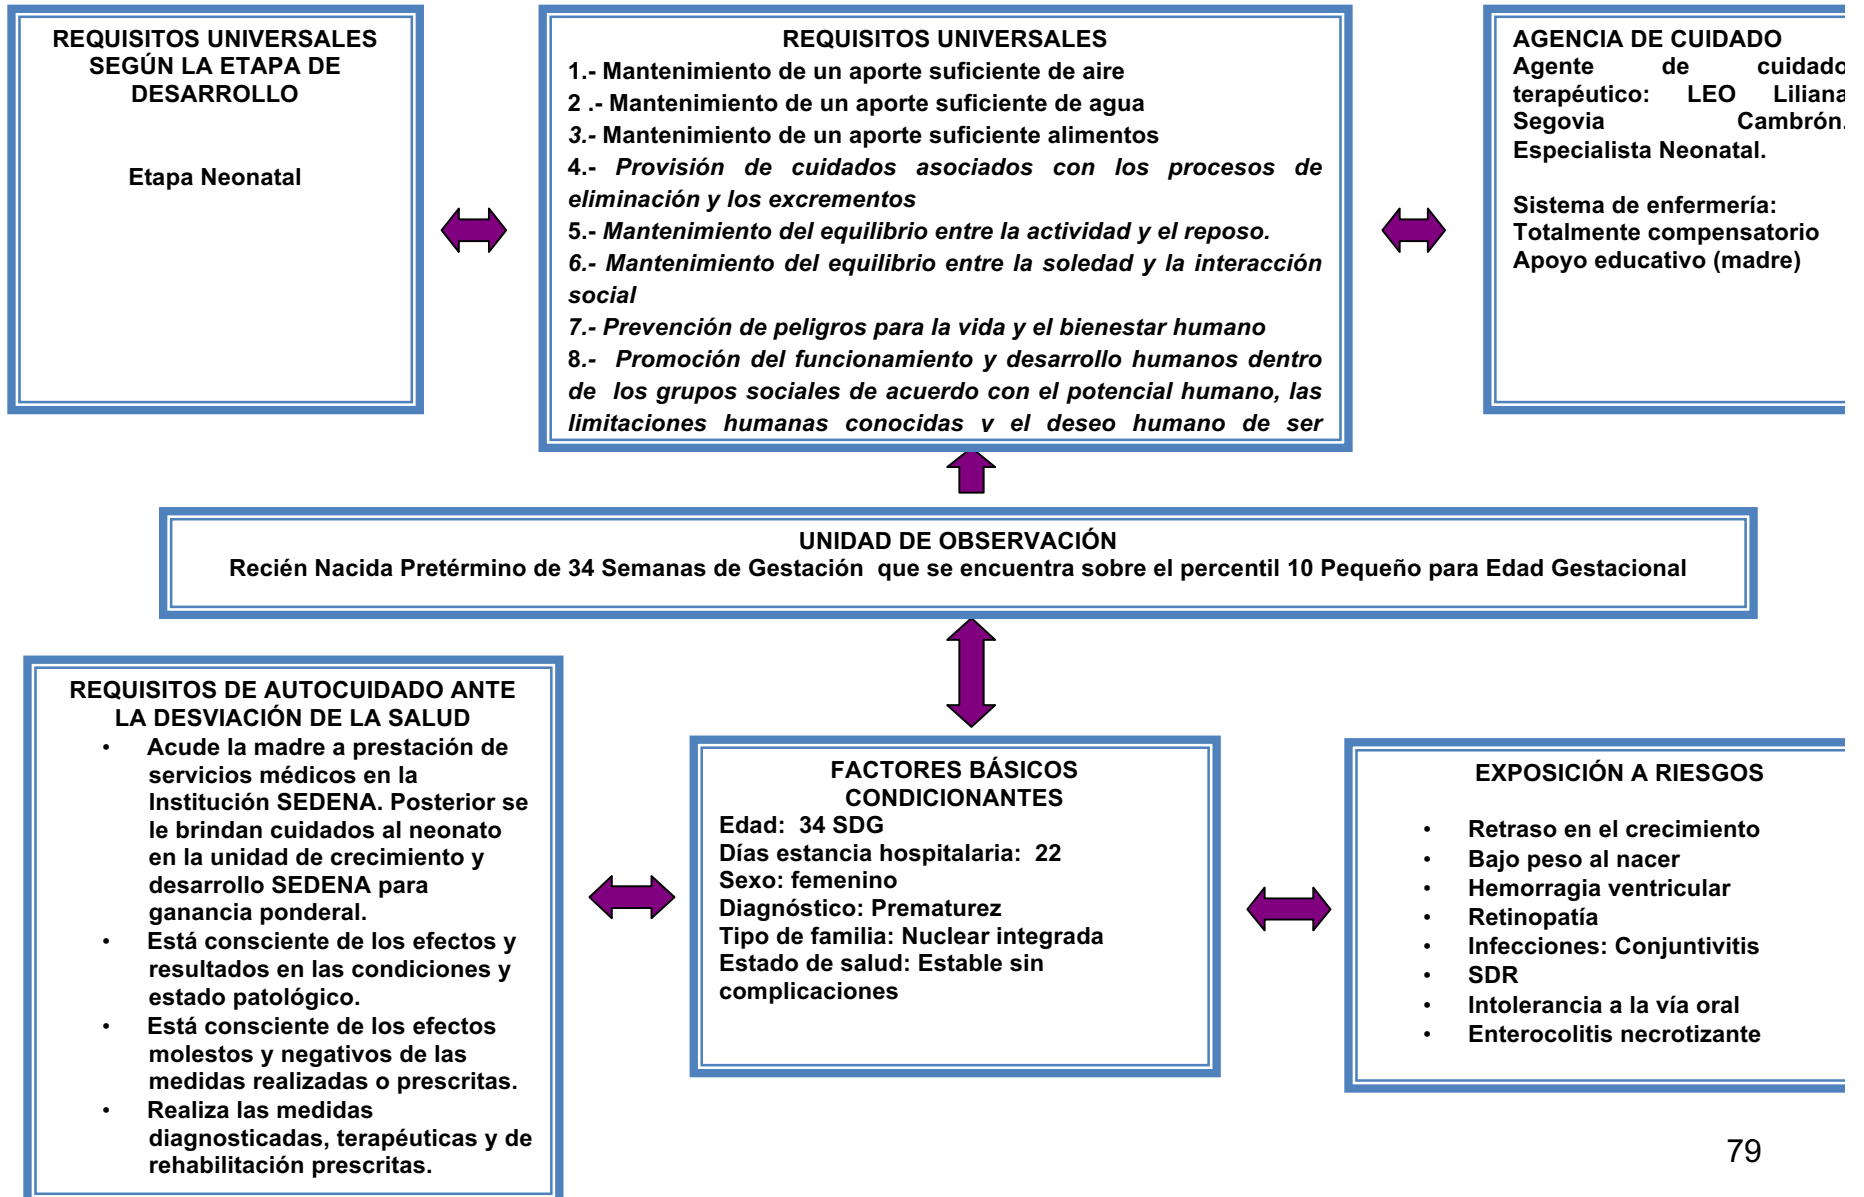 REQUISITOS UNIVERSALES
SEGÚN LA ETAPA DE
DESARROLLO
Etapa Neonatal
REQUISITOS UNIVERSALES
1.- Mantenimiento de un aporte suficiente de aire
2 .- Mantenimiento de un aporte suficiente de agua
3.- Mantenimiento de un aporte suficiente alimentos
4.- Provisión de cuidados asociados con los procesos de
eliminación y los excrementos
5.- Mantenimiento del equilibrio entre la actividad y el reposo.
6.- Mantenimiento del equilibrio entre la soledad y la interacción
social
7.- Prevención de peligros para la vida y el bienestar humano
8.- Promoción del funcionamiento y desarrollo humanos dentro
de los grupos sociales de acuerdo con el potencial humano, las
limitaciones humanas conocidas y el deseo humano de ser
AGENCIA DE CUIDADO
Agente de cuidado
terapéutico: LEO Liliana
Segovia Cambrón.
Especialista Neonatal.
Sistema de enfermería:
Totalmente compensatorio
Apoyo educativo (madre)
UNIDAD DE OBSERVACIÓN
Recién Nacida Pretérmino de 34 Semanas de Gestación que se encuentra sobre el percentil 10 Pequeño para Edad Gestacional
REQUISITOS DE AUTOCUIDADO ANTE
LA DESVIACIÓN DE LA SALUD
• Acude la madre a prestación de
servicios médicos en la
Institución SEDENA. Posterior se
le brindan cuidados al neonato
en la unidad de crecimiento y
desarrollo SEDENA para
ganancia ponderal.
• Está consciente de los efectos y
resultados en las condiciones y
estado patológico.
• Está consciente de los efectos
molestos y negativos de las
medidas realizadas o prescritas.
• Realiza las medidas
diagnosticadas, terapéuticas y de
rehabilitación prescritas.
FACTORES BÁSICOS
CONDICIONANTES
Edad: 34 SDG
Días estancia hospitalaria: 22
Sexo: femenino
Diagnóstico: Prematurez
Tipo de familia: Nuclear integrada
Estado de salud: Estable sin
complicaciones
EXPOSICIÓN A RIESGOS
• Retraso en el crecimiento
• Bajo peso al nacer
• Hemorragia ventricular
• Retinopatía
• Infecciones: Conjuntivitis
• SDR
• Intolerancia a la vía oral
• Enterocolitis necrotizante
79